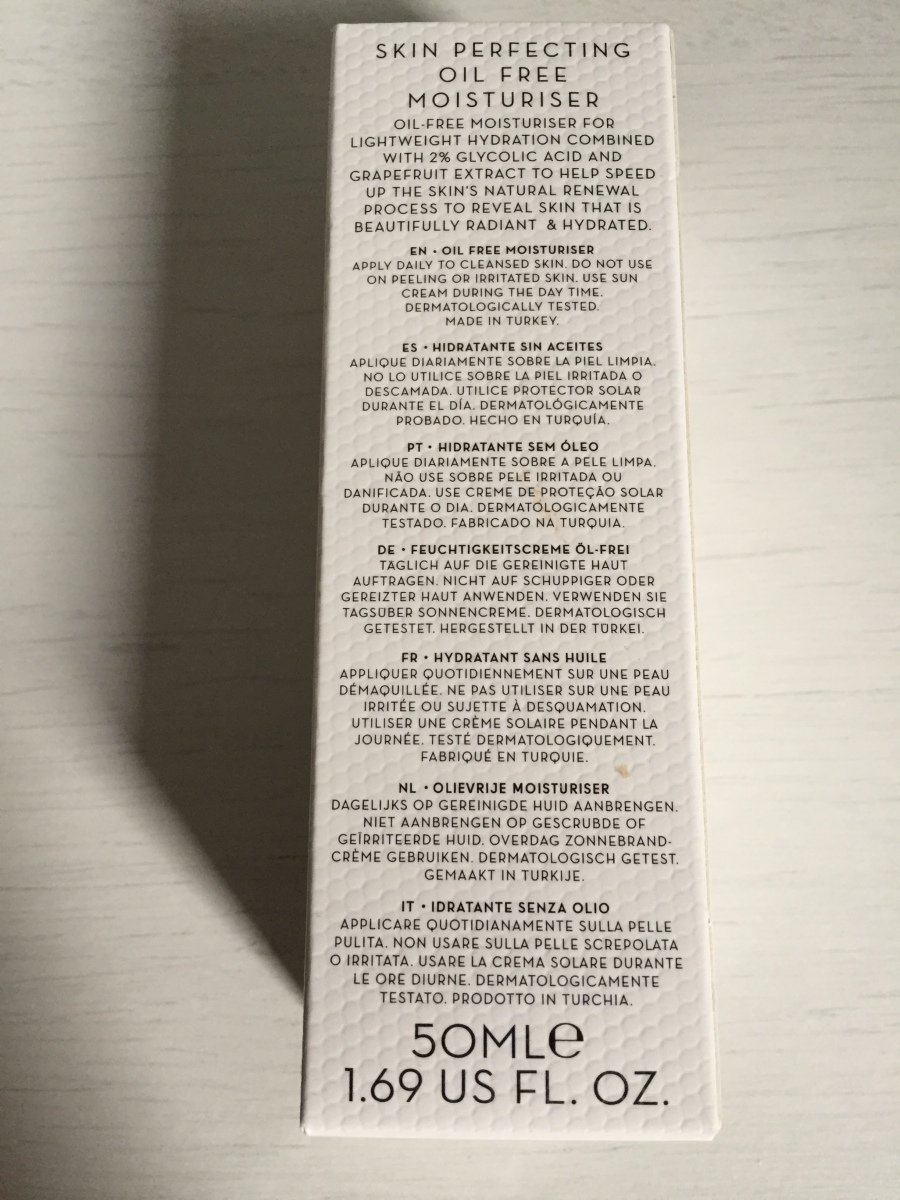 SKIN PERFECTING
OIL FREE
MOISTURISER
OIL-FREE MOISTURISER FOR
LIGHTWEIGHT HYDRATION COMBINED
WITH 2% GLYCOLIC ACID AND
GRAPEFRUIT EXTRACT TO HELP SPEED
UP THE SKIN'S NATURAL RENEWAL
PROCESS TO REVEAL SKIN THAT IS
BEAUTIFULLY RADIANT & HYDRATED.
EN • OIL FREE MOISTURISER
APPLY DAILY TO CLEANSED SKIN. DO NOT USE
ON PEELING OR IRRITATED SKIN. USE SUN
CREAM DURING THE DAY TIME.
DERMATOLOGICALLY TESTED.
MADE IN TURKEY.
ES • HIDRATANTE SIN ACEITES
APLIQUE DIARIAMENTE SOBRE LA PIEL LIMPIA.
NO LO UTILICE SOBRE LA PIEL IRRITADA O
DESCAMADA. UTILICE PROTECTOR SOLAR
DURANTE EL DÍA. DERMATOLÓGICAMENTE
PROBADO. HECHO EN TURQUÍA.
PT • HIDRATANTE SEM ÓLEO
APLIQUE DIARIAMENTE SOBRE A PELE LIMPA.
NÃO USE SOBRE PELE IRRITADA OU
DANIFICADA. USE CREME DE PROTEÇÃO SOLAR
DURANTE O DIA. DERMATOLOGICAMENTE
TESTADO. FABRICADO NA TURQUIA.
DE • FEUCHTIGKEITSCREME ÖL-FREI
TÄGLICH AUF DIE GEREINIGTE HAUT
AUFTRAGEN. NICHT AUF SCHUPPIGER ODER
GEREIZTER HAUT ANWENDEN. VERWENDEN SIE
TAGSÜBER SONNENCREME. DERMATOLOGISCH
GETESTET. HERGESTELLT IN DER TÜRKEI.
FR • HYDRATANT SANS HUILE
APPLIQUER QUOTIDIENNEMENT SUR UNE PEAU
DÉMAQUILLÉE. NE PAS UTILISER SUR UNE PEAU
IRRITÉE OU SUJETTE À DESQUAMATION.
UTILISER UNE CRÈME SOLAIRE PENDANT LA
JOURNÉE. TESTÉ DERMATOLOGIQUEMENT.
FABRIQUÉ EN TURQUIE.
NL • OLIEVRIJE MOISTURISER
DAGELIJKS OP GEREINIGDE HUID AANBRENGEN.
NIET AANBRENGEN OP GESCRUBDE OF
GEÏRRITEERDE HUID. OVERDAG ZONNEBRAND-
CRÈME GEBRUIKEN. DERMATOLOGISCH GETEST.
GEMAAKT IN TURKIJE.
IT • IDRATANTE SENZA OLIO
APPLICARE QUOTIDIANAMENTE SULLA PELLE
PULITA. NON USARE SULLA PELLE SCREPOLATA
O IRRITATA. USARE LA CREMA SOLARE DURANTE
LE ORE DIURNE. DERMATOLOGICAMENTE
TESTATO. PRODOTTO IN TURCHIA.
50MLe
1.69 US FL. OZ.